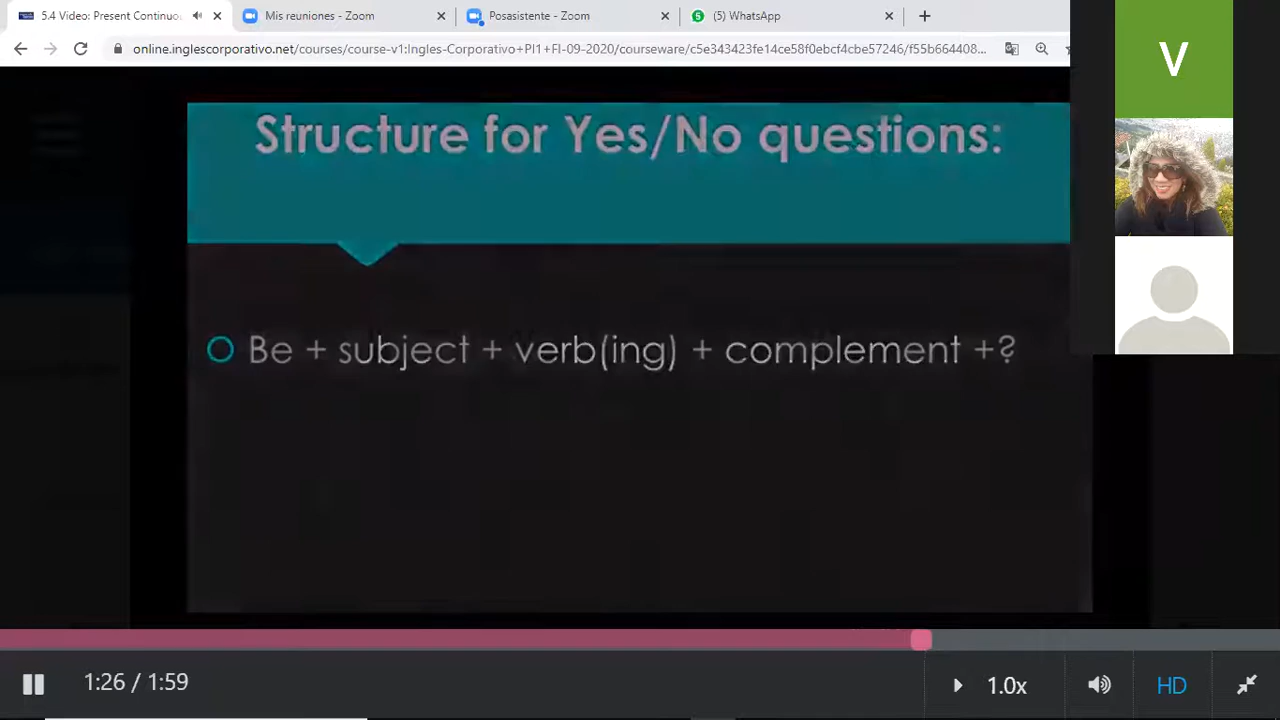 5.4 Video: Present Continuo
Mis reuniones - Zoom
Posasistente - Zoom
(5) WhatsApp
online.inglescorporativo.net/courses/course-v1:Ingles-Corporativo+PI1+FI-09-2020/courseware/c5e343423fe14ce58f0ebcf4cbe57246/f55b664408...
V
Structure for Yes/No questions:
Be + subject + verb(ing) + complement +?
1:26 / 1:59
1.0x
HD